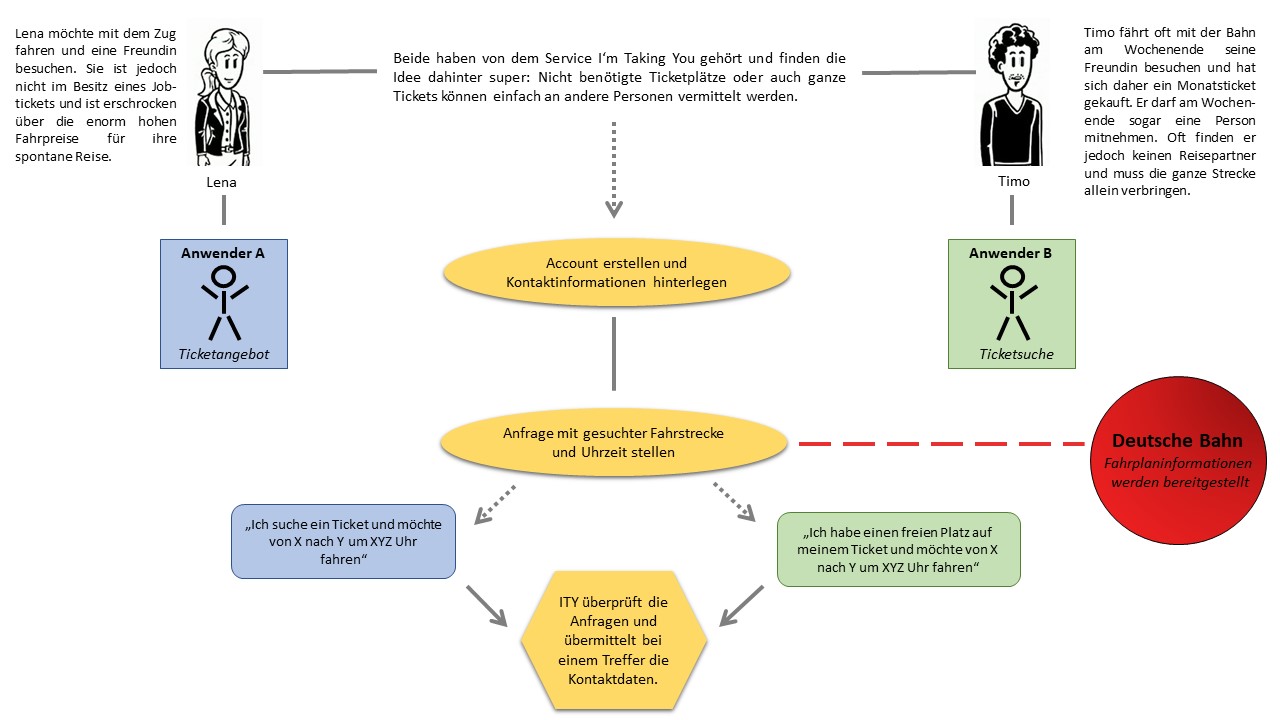 Lena möchte mit dem Zug
fahren und eine Freundin
besuchen. Sie ist jedoch
nicht im Besitz eines Job-
tickets und ist erschrocken
über die enorm hohen
Fahrpreise für ihre
spontane Reise.
Lena
Beide haben von dem Service I‘m Taking You gehört und finden die
Idee dahinter super: Nicht benötigte Ticketplätze oder auch ganze
Tickets können einfach an andere Personen vermittelt werden.
Timo
Timo fährt oft mit der Bahn
am Wochenende seine
Freundin besuchen und hat
sich daher ein Monatsticket
gekauft. Er darf am Wochen-
ende sogar eine Person
mitnehmen. Oft finden er
jedoch keinen Reisepartner
und muss die ganze Strecke
allein verbringen.
Anwender A
Ticketangebot
Account erstellen und
Kontaktinformationen hinterlegen
Anwender B
Ticketsuche
Anfrage mit gesuchter Fahrstrecke
und Uhrzeit stellen
Deutsche Bahn
Fahrplaninformationen
werden bereitgestellt
„Ich suche ein Ticket und möchte
von X nach Y um XYZ Uhr
fahren“
„Ich habe einen freien Platz auf
meinem Ticket und möchte von X
nach Y um XYZ Uhr fahren“
ITY überprüft die
Anfragen und
übermittelt bei
einem Treffer die
Kontaktdaten.